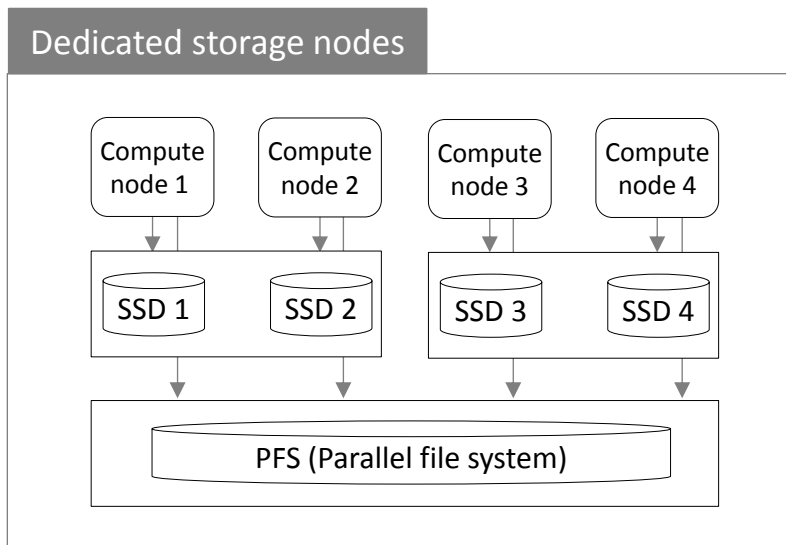 Dedicated storage nodes
Compute
node 1
Compute
node 2
Compute
node 3
Compute
node 4
SSD 1
SSD 2
SSD 3
SSD 4
PFS (Parallel file system)